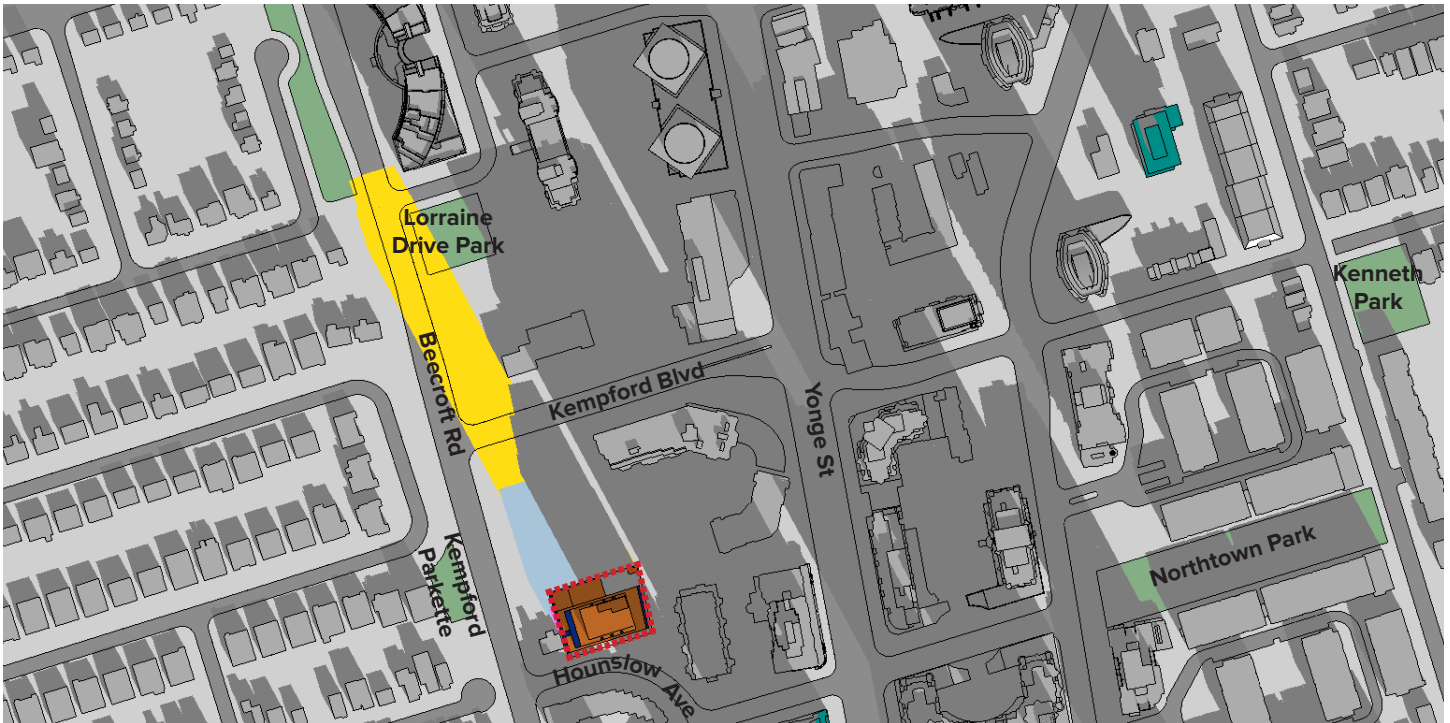 Lorraine
Drive Park
Kenneth
Park
Beecroft Rd
Kempford Blvd
Yonge St
Northtown Park
Kempford
Parkette
Hounslow Ave